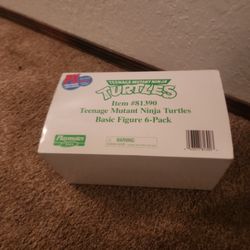 TEENAGE MUTANT NINJA
TURTLES
Item #81390
Teenage Mutant Ninja Turtles
Basic Figure 6-Pack
Playmates
WARNING: